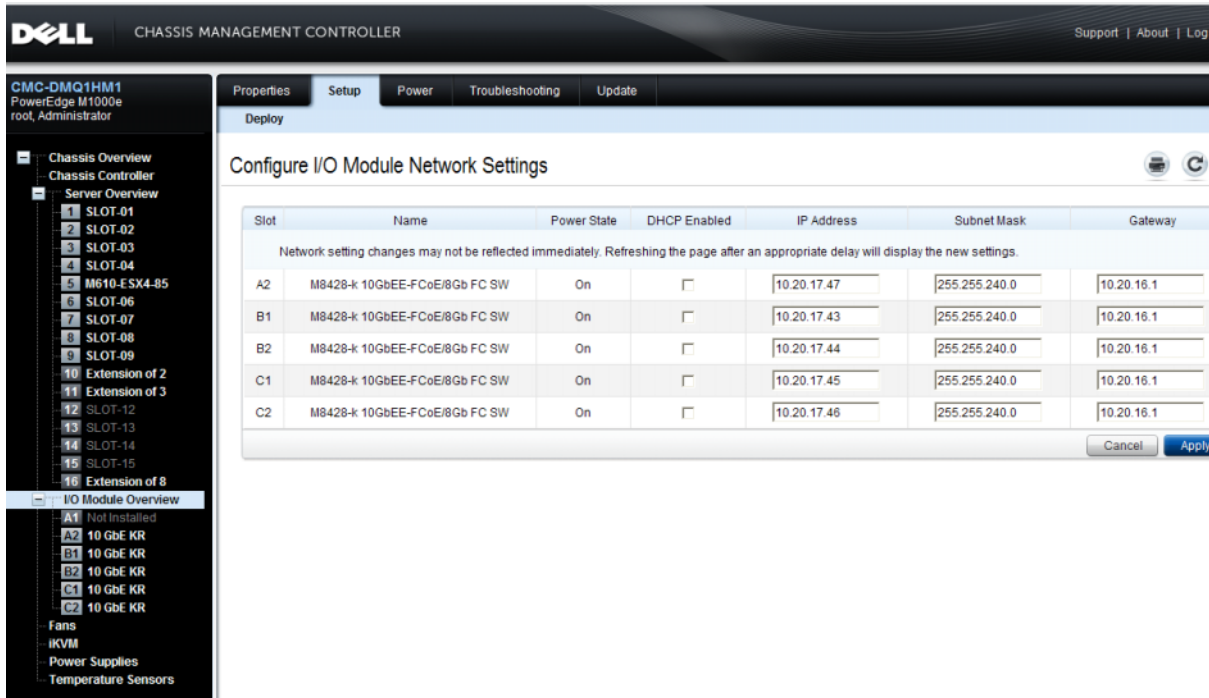 DELL CHASSIS MANAGEMENT CONTROLLER Support | About | Log
CMC-DMQ1HM1
PowerEdge M1000e
root, Administrator
Properties Setup Power Troubleshooting Update
Deploy
Chassis Overview
Chassis Controller
Server Overview
1 SLOT-01
2 SLOT-02
3 SLOT-03
4 SLOT-04
5 M610-ESX4-85
6 SLOT-06
7 SLOT-07
8 SLOT-08
9 SLOT-09
10 Extension of 2
11 Extension of 3
12 SLOT-12
13 SLOT-13
14 SLOT-14
15 SLOT-15
16 Extension of 8
I/O Module Overview
A1 Not Installed
A2 10 GbE KR
B1 10 GbE KR
B2 10 GbE KR
C1 10 GbE KR
C2 10 GbE KR
Fans
iKVM
Power Supplies
Temperature Sensors
Configure I/O Module Network Settings
Slot Name Power State DHCP Enabled IP Address Subnet Mask Gateway
Network setting changes may not be reflected immediately. Refreshing the page after an appropriate delay will display the new settings.
A2 M8428-k 10GbEE-FCoE/8Gb FC SW On 10.20.17.47 255.255.240.0 10.20.16.1
B1 M8428-k 10GbEE-FCoE/8Gb FC SW On 10.20.17.43 255.255.240.0 10.20.16.1
B2 M8428-k 10GbEE-FCoE/8Gb FC SW On 10.20.17.44 255.255.240.0 10.20.16.1
C1 M8428-k 10GbEE-FCoE/8Gb FC SW On 10.20.17.45 255.255.240.0 10.20.16.1
C2 M8428-k 10GbEE-FCoE/8Gb FC SW On 10.20.17.46 255.255.240.0 10.20.16.1
Cancel Apply